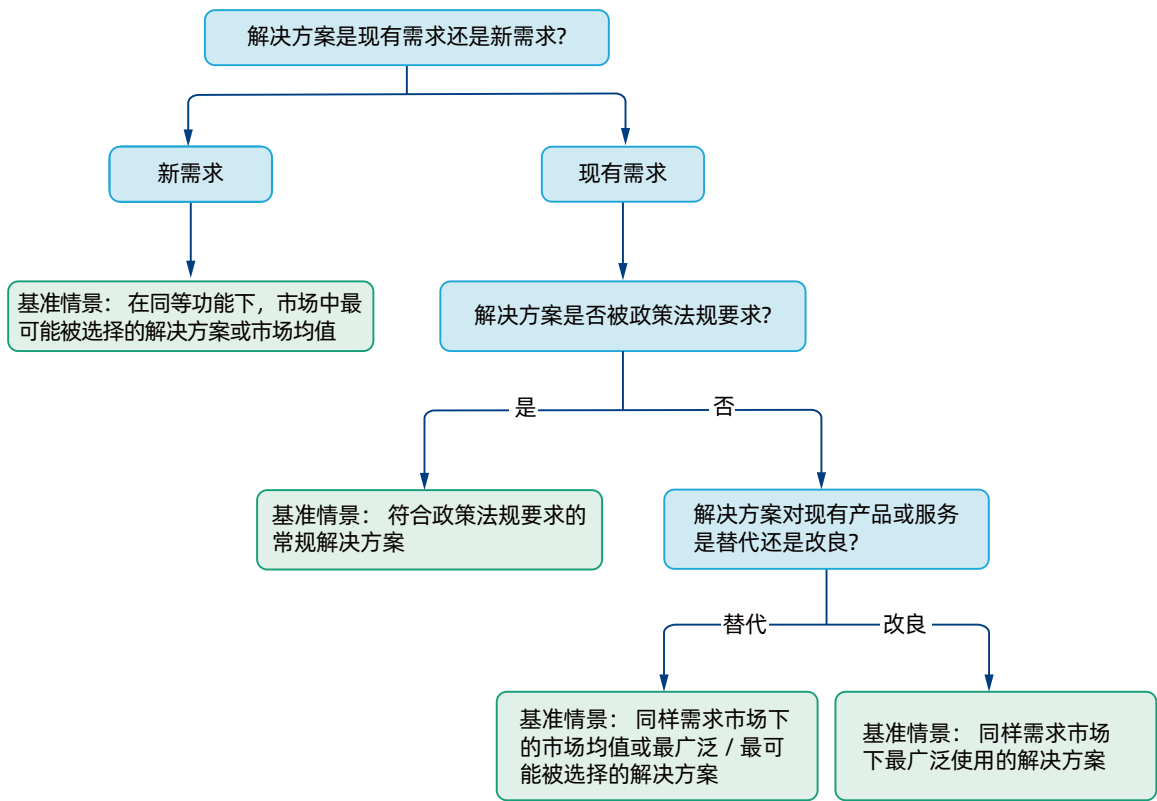 解决方案是现有需求还是新需求?
新需求
现有需求
基准情景： 在同等功能下，市场中最
可能被选择的解决方案或市场均值
解决方案是否被政策法规要求?
是
否
基准情景： 符合政策法规要求的
常规解决方案
解决方案对现有产品或服务
是替代还是改良?
替代
改良
基准情景： 同样需求市场下
的市场均值或最广泛 / 最可
能被选择的解决方案
基准情景： 同样需求市场
下最广泛使用的解决方案